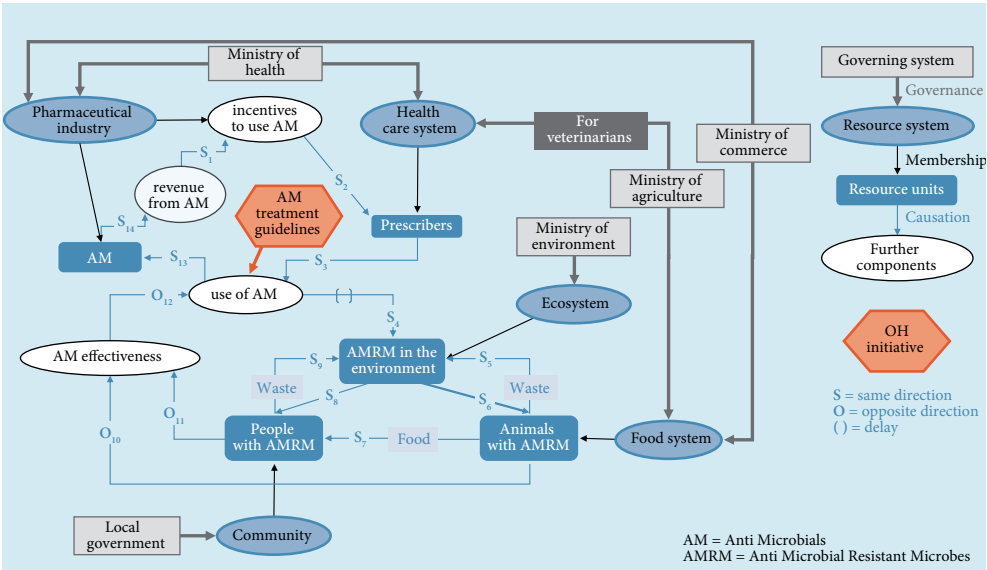 Ministry of
health
Governing system
Governance
Pharmaceutical
industry
incentives
to use AM
Health
care system
For
veterinarians
Ministry of
commerce
Resource system
Membership
S1
S2
revenue
from AM
AM
treatment
guidelines
Ministry of
agriculture
Resource units
Causation
S14
Prescribers
Ministry of
environment
Further
components
AM
S13
S3
O12
use of AM
( )
Ecosystem
S4
OH
initiative
AM effectiveness
S9
AMRM in the
environment
S5
Waste
S8
S6
Waste
S = same direction
O = opposite direction
( ) = delay
O11
O10
People
with AMRM
S7
Food
Animals
with AMRM
Food system
Local
government
Community
AM = Anti Microbials
AMRM = Anti Microbial Resistant Microbes